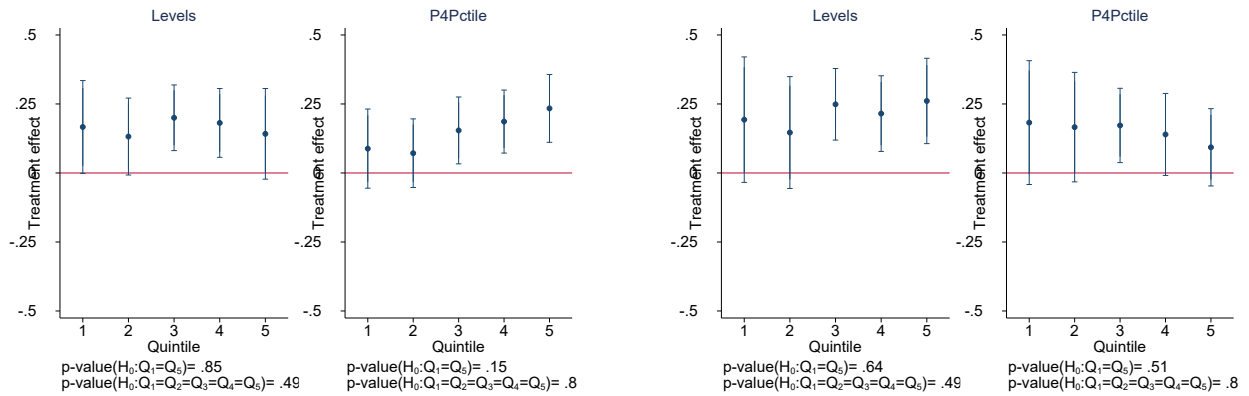 Levels
P4Pctile
Levels
P4Pctile
.5
.25
0
-.25
-.5
Treatment effect
1 2 3 4 5
Quintile
p-value(H₀:Q₁=Q₅)= .85
p-value(H₀:Q₁=Q₂=Q₃=Q₄=Q₅)= .49
.5
.25
0
-.25
-.5
Treatment effect
1 2 3 4 5
Quintile
p-value(H₀:Q₁=Q₅)= .15
p-value(H₀:Q₁=Q₂=Q₃=Q₄=Q₅)= .8
.5
.25
0
-.25
-.5
Treatment effect
1 2 3 4 5
Quintile
p-value(H₀:Q₁=Q₅)= .64
p-value(H₀:Q₁=Q₂=Q₃=Q₄=Q₅)= .49
.5
.25
0
-.25
-.5
Treatment effect
1 2 3 4 5
Quintile
p-value(H₀:Q₁=Q₅)= .51
p-value(H₀:Q₁=Q₂=Q₃=Q₄=Q₅)= .8